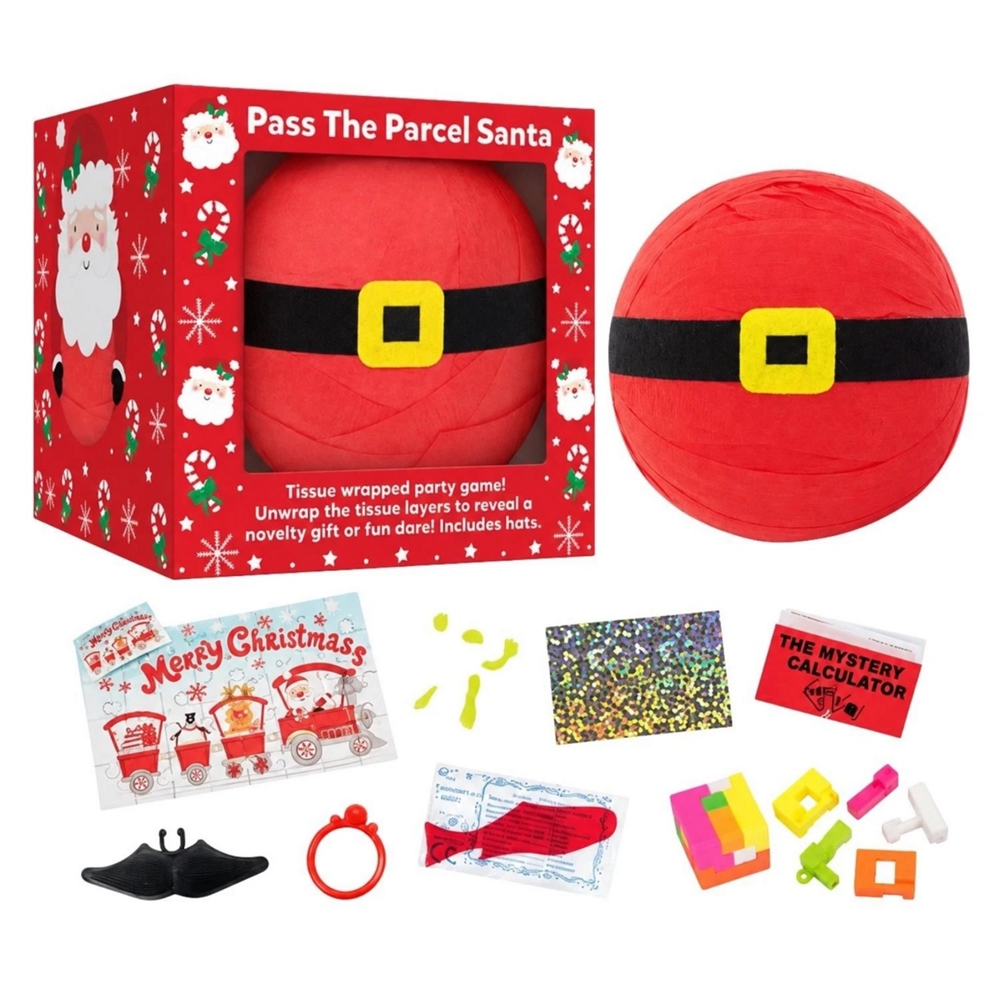 Pass The Parcel Santa
Tissue wrapped party game!
Unwrap the tissue layers to reveal a
novelty gift or fun dare! Includes hats.
Merry Christmas
Merry Christmas
THE MYSTERY
CALCULATOR
CE